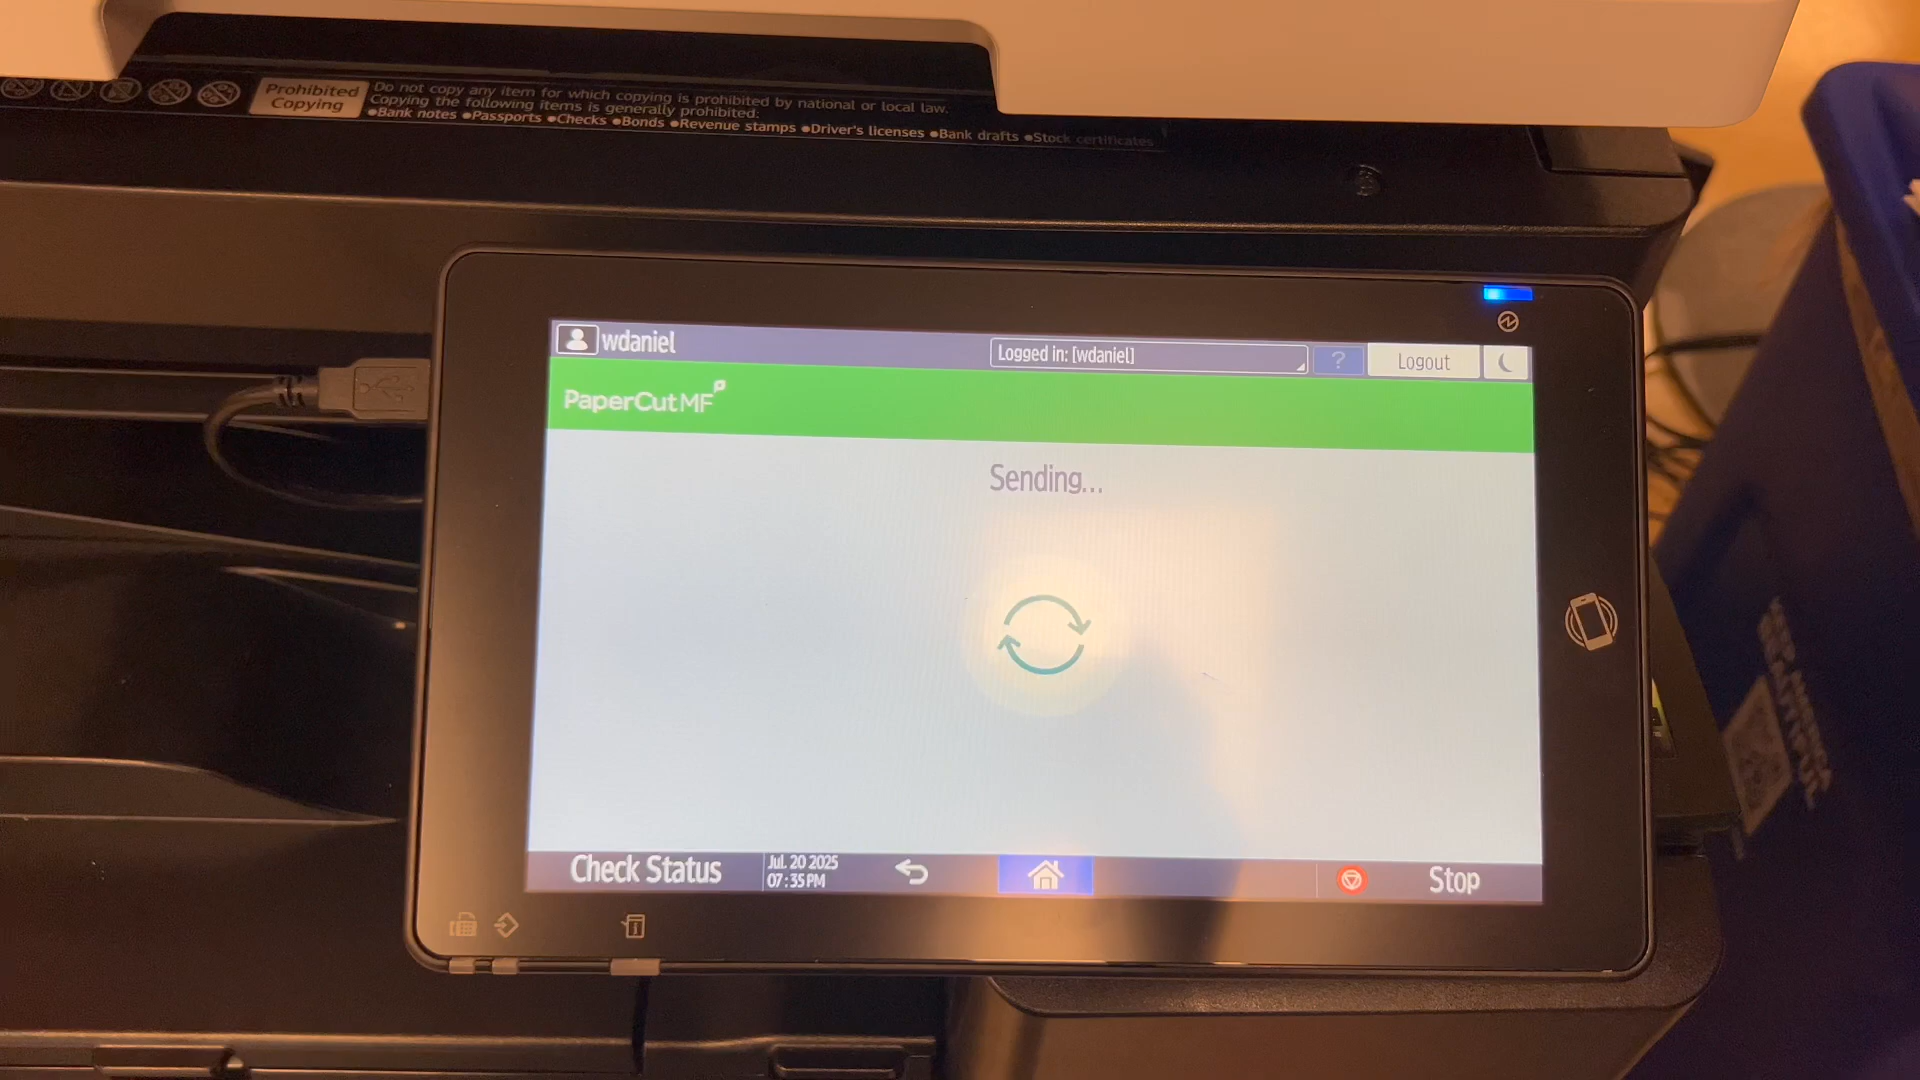 Prohibited
Copying
Do not copy any item for which copying is prohibited by national or local law.
Copying the following items is generally prohibited:
●Bank notes ●Passports ●Checks ●Bonds ●Revenue stamps ●Driver's licenses ●Bank drafts ●Stock certificates
wdaniel
Logged in: [wdaniel]
?
Logout
PaperCut MF
Sending...
Check Status
Jul. 20 2025
07:35 PM
Stop